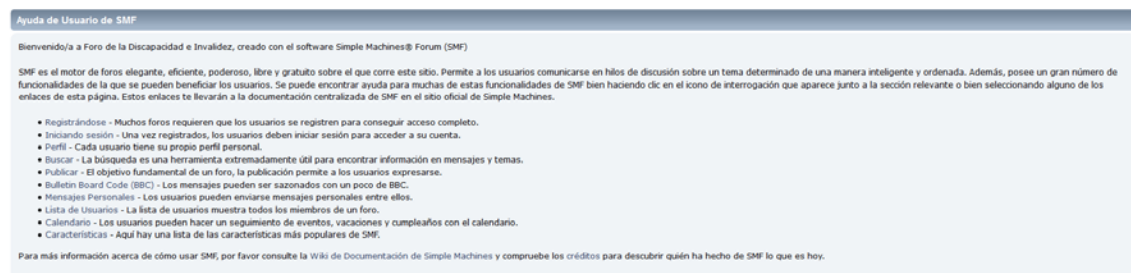 Ayuda de Usuario de SMF
Bienvenido/a a Foro de la Discapacidad e Invalidez, creado con el software Simple Machines® Forum (SMF)
SMF es el motor de foros elegante, eficiente, poderoso, libre y gratuito sobre el que corre este sitio. Permite a los usuarios comunicarse en hilos de discusión sobre un tema determinado de una manera inteligente y ordenada. Además, posee un gran número de
funcionalidades de la que se pueden beneficiar los usuarios. Se puede encontrar ayuda para muchas de estas funcionalidades de SMF bien haciendo clic en el icono de interrogación que aparece junto a la sección relevante o bien seleccionando alguno de los
enlaces de esta página. Estos enlaces te llevarán a la documentación centralizada de SMF en el sitio oficial de Simple Machines.
• Registrándose - Muchos foros requieren que los usuarios se registren para conseguir acceso completo.
• Iniciando sesión - Una vez registrados, los usuarios deben iniciar sesión para acceder a su cuenta.
• Perfil - Cada usuario tiene su propio perfil personal.
• Buscar - La búsqueda es una herramienta extremadamente útil para encontrar información en mensajes y temas.
• Publicar - El objetivo fundamental de un foro, la publicación permite a los usuarios expresarse.
• Bulletin Board Code (BBC) - Los mensajes pueden ser sazonados con un poco de BBC.
• Mensajes Personales - Los usuarios pueden enviarse mensajes personales entre ellos.
• Lista de Usuarios - La lista de usuarios muestra todos los miembros de un foro.
• Calendario - Los usuarios pueden hacer un seguimiento de eventos, vacaciones y cumpleaños con el calendario.
• Características - Aquí hay una lista de las características más populares de SMF.
Para más información acerca de cómo usar SMF, por favor consulte la Wiki de Documentación de Simple Machines y compruebe los créditos para descubrir quién ha hecho de SMF lo que es hoy.